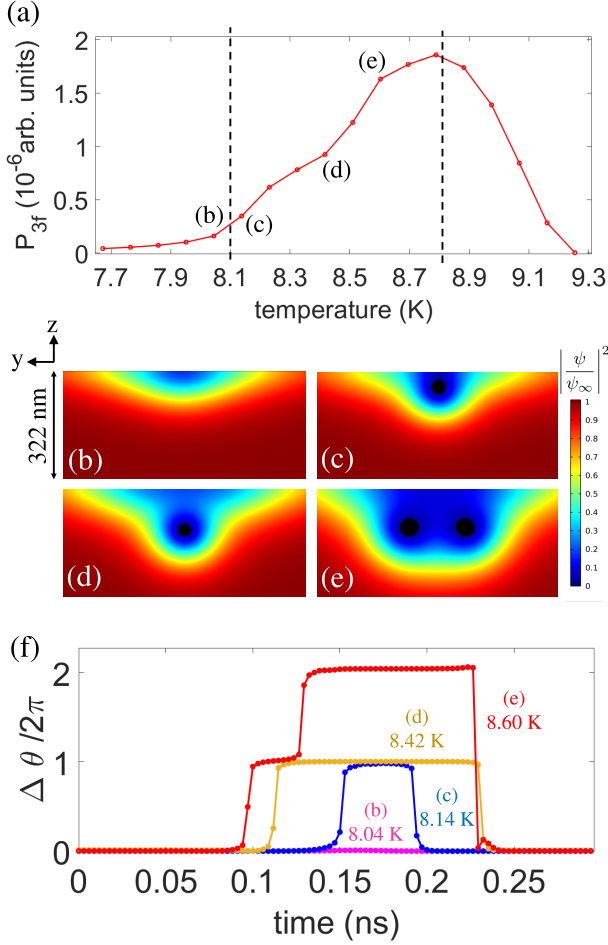 (a)
P3f (10-6arb. units)
2
1.5
1
0.5
0
(b)
(c)
(d)
(e)
7.7 7.9 8.1 8.3 8.5 8.7 8.9 9.1 9.3
temperature (K)
z
y
322 nm
(b)
(c)
(d)
(e)
|ψ/ψ∞|2
1
0.9
0.8
0.7
0.6
0.5
0.4
0.3
0.2
0.1
0
(f)
Δ θ /2π
2
1
0
(e)
8.60 K
(d)
8.42 K
(c)
8.14 K
(b)
8.04 K
0 0.05 0.1 0.15 0.2 0.25
time (ns)